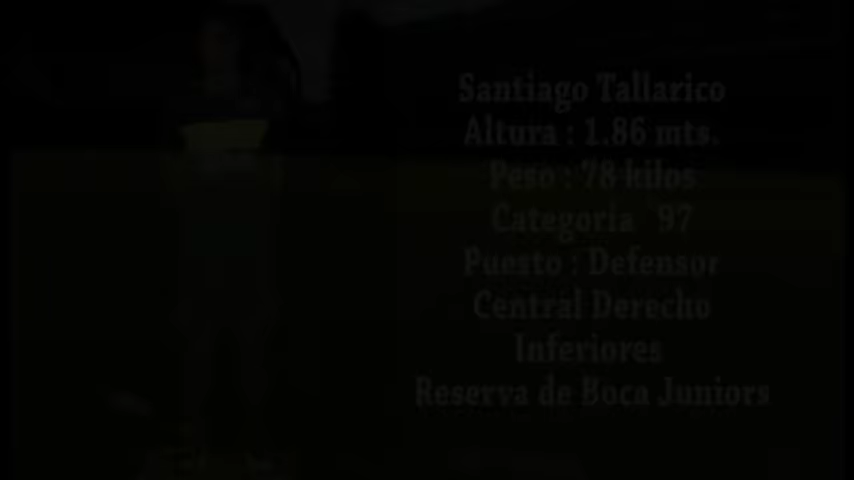 Santiago Tallarico
Altura : 1.86 mts.
Peso : 78 kilos
Categoría 97
Puesto : Defensor
Central Derecho
Inferiores
Reserva de Boca Juniors